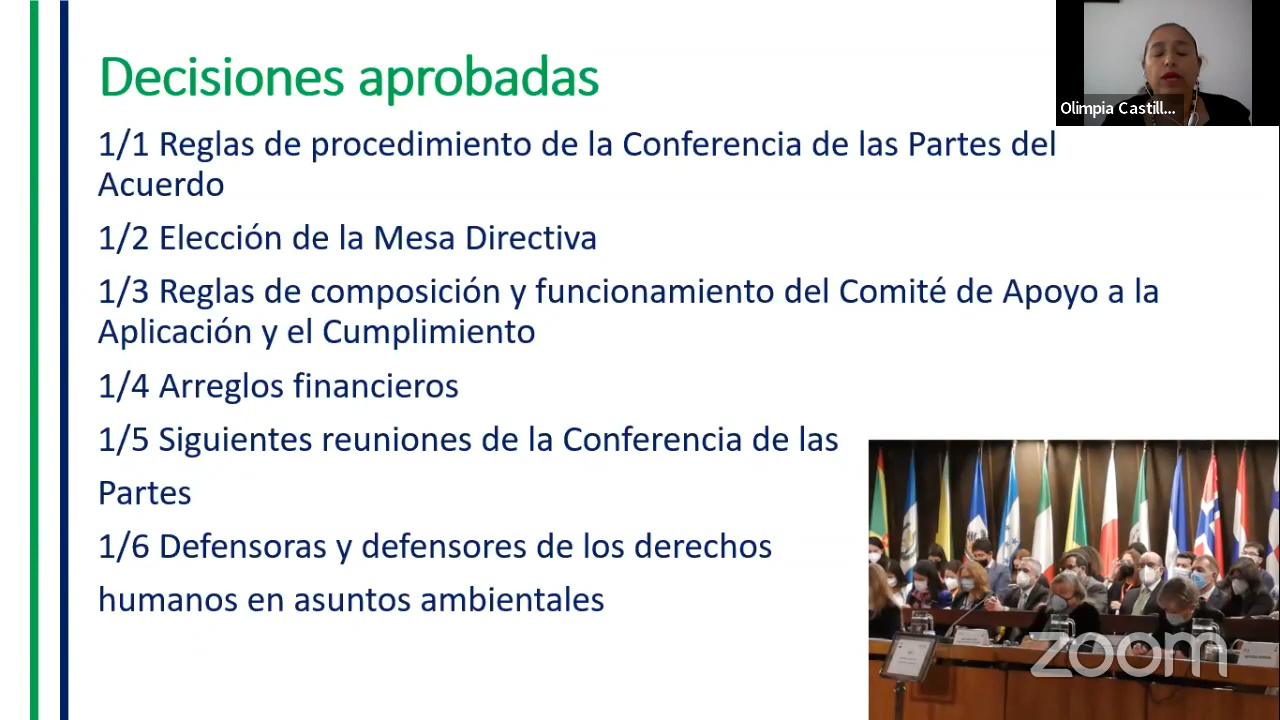 Decisiones aprobadas
Olimpia Castill...
1/1 Reglas de procedimiento de la Conferencia de las Partes del
Acuerdo
1/2 Elección de la Mesa Directiva
1/3 Reglas de composición y funcionamiento del Comité de Apoyo a la
Aplicación y el Cumplimiento
1/4 Arreglos financieros
1/5 Siguientes reuniones de la Conferencia de las
Partes
1/6 Defensoras y defensores de los derechos
humanos en asuntos ambientales
zoom